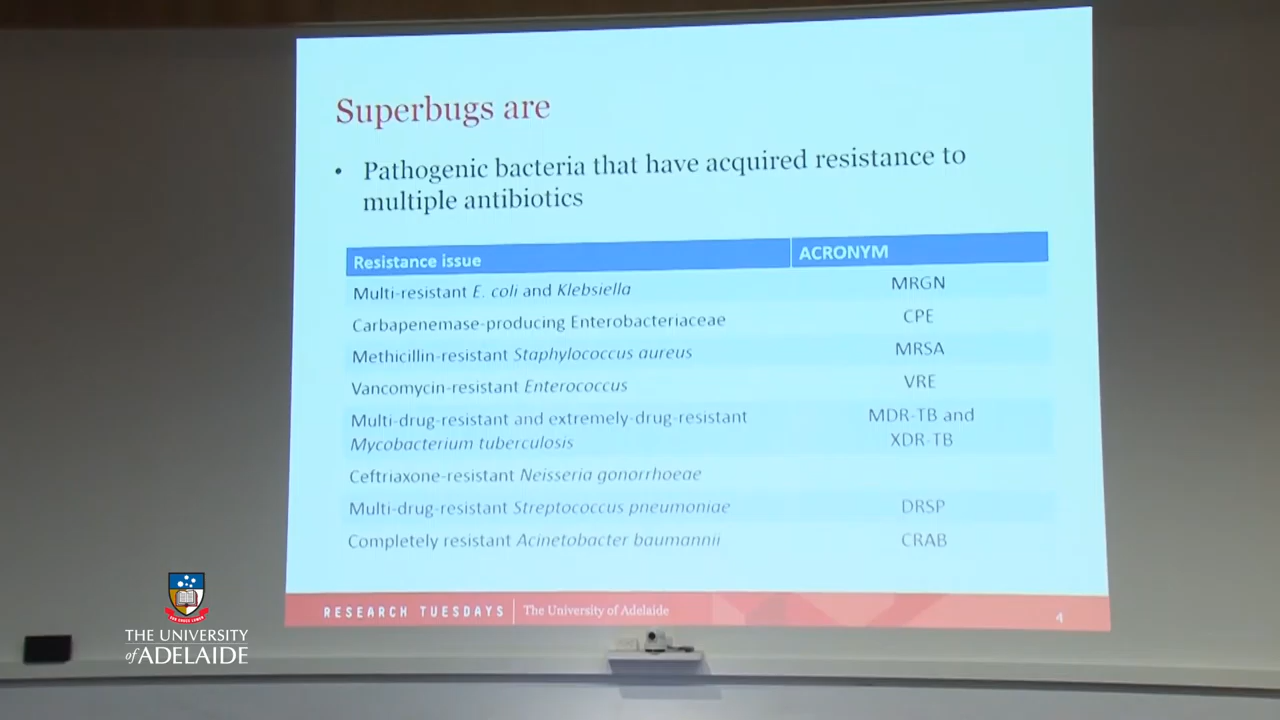 Superbugs are
• Pathogenic bacteria that have acquired resistance to
multiple antibiotics
Resistance issue ACRONYM
Multi-resistant E. coli and Klebsiella MRGN
Carbapenemase-producing Enterobacteriaceae CPE
Methicillin-resistant Staphylococcus aureus MRSA
Vancomycin-resistant Enterococcus VRE
Multi-drug-resistant and extremely-drug-resistant MDR-TB and
Mycobacterium tuberculosis XDR-TB
Ceftriaxone-resistant Neisseria gonorrhoeae
Multi-drug-resistant Streptococcus pneumoniae DRSP
Completely resistant Acinetobacter baumannii CRAB
RESEARCH TUESDAYS The University of Adelaide 4
THE UNIVERSITY
of ADELAIDE